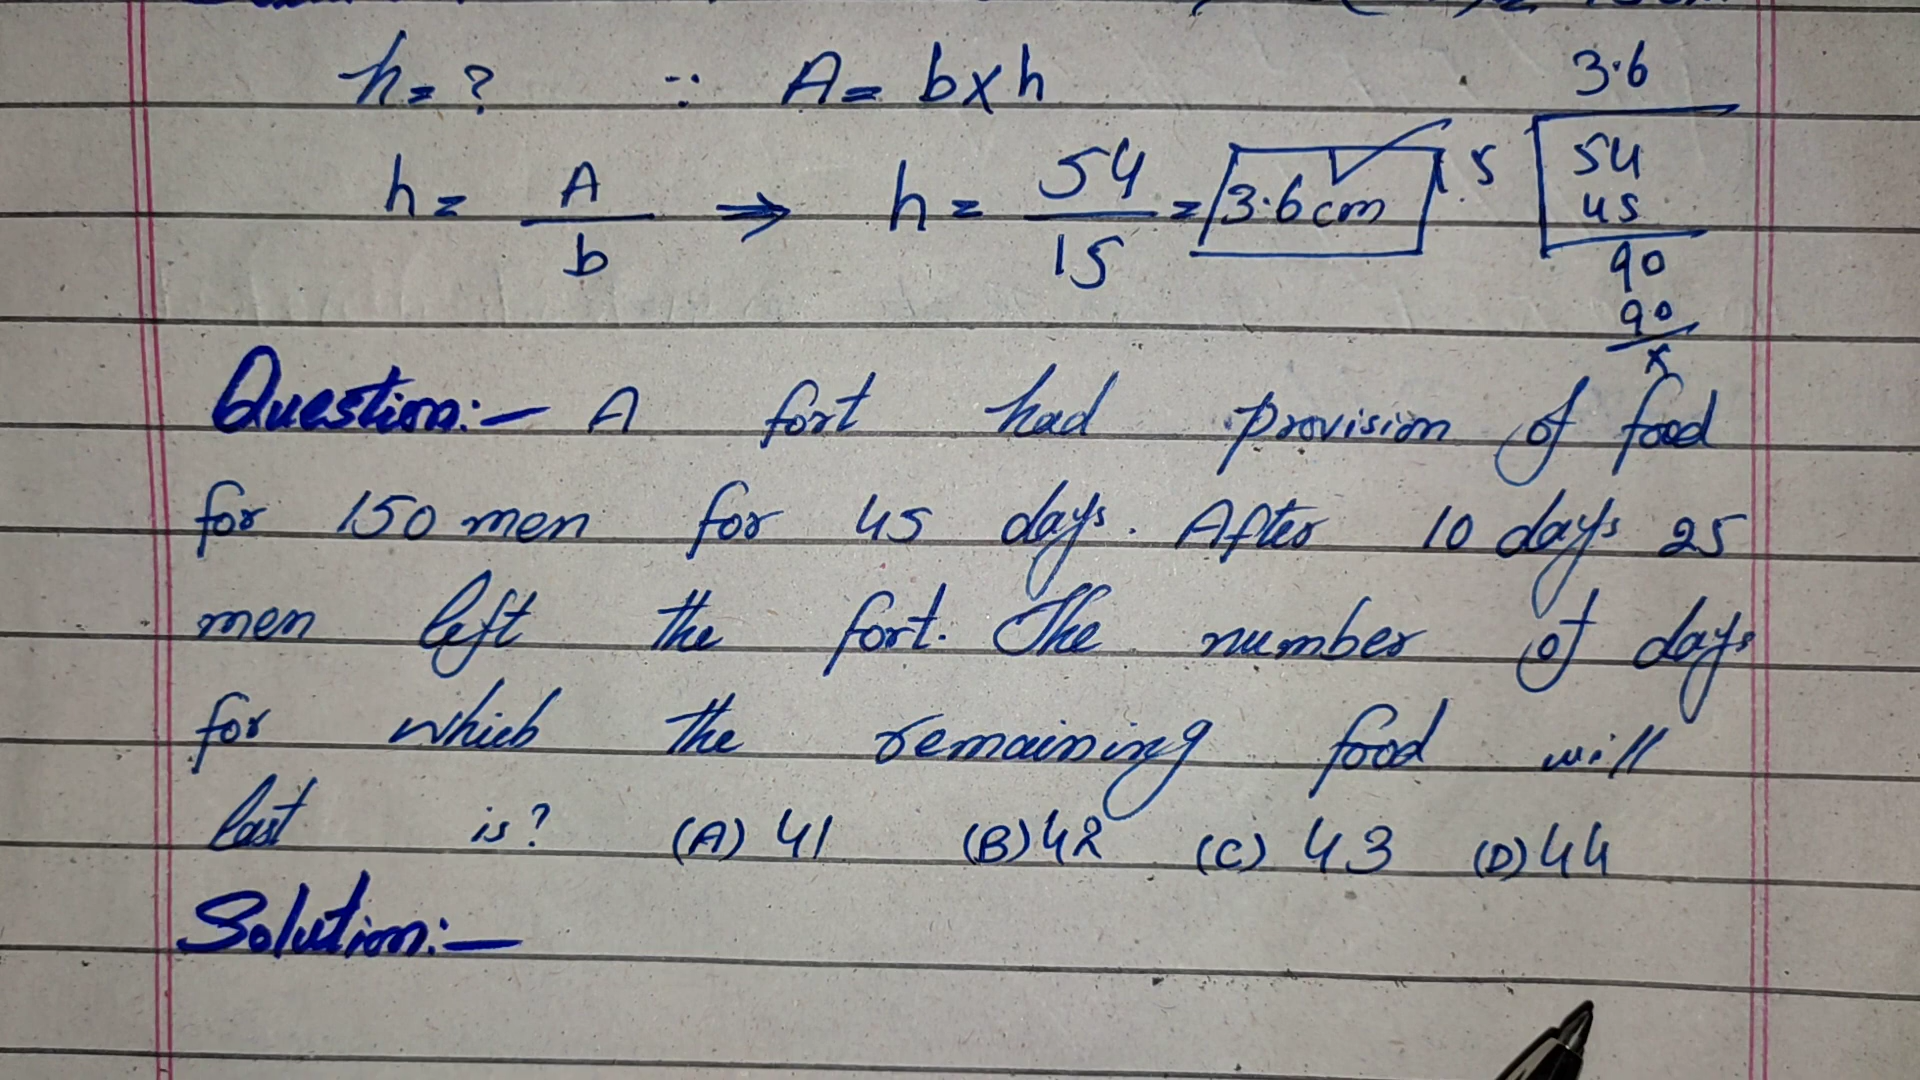 h = ? ∵ A = b×h
3.6
h = A/b ⇒ h = 54/15 = 3.6 cm
15 54
45
90
90
x
Question:- A fort had provision of food
for 150 men for 45 days. After 10 days 25
men left the fort. The number of days
for which the remaining food will
last is? (A) 41 (B) 42 (C) 43 (D) 44
Solution:-